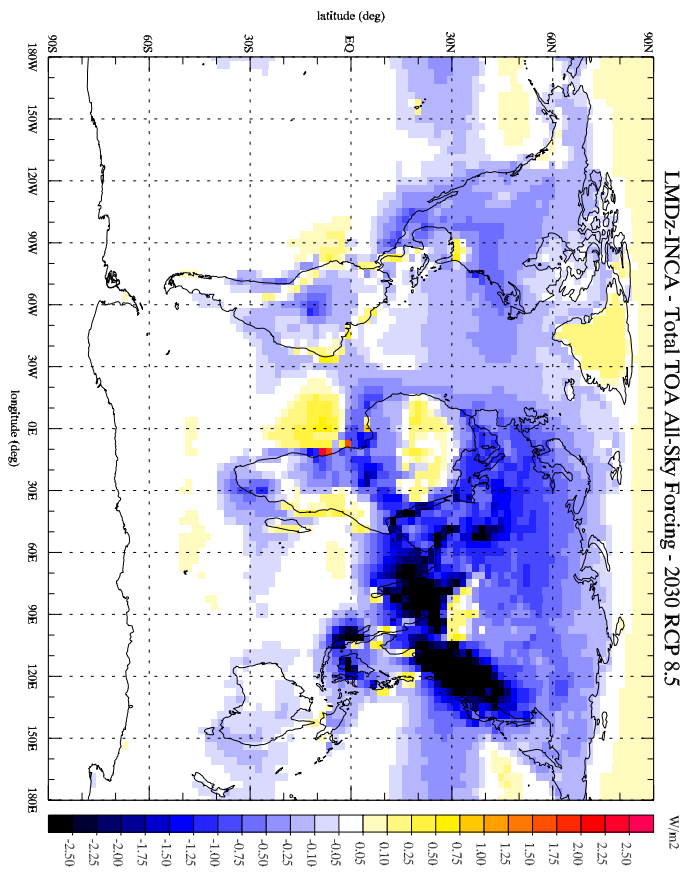 LMDz-INCA - Total TOA All-Sky Forcing - 2030 RCP 8.5
W/m2
latitude (deg)
90N
60N
30N
EQ
30S
60S
90S
180W
150W
120W
90W
60W
30W
0E
30E
60E
90E
120E
150E
180E
longitude (deg)
2.50
2.25
2.00
1.75
1.50
1.25
1.00
0.75
0.50
0.25
0.10
0.05
-0.05
-0.10
-0.25
-0.50
-0.75
-1.00
-1.25
-1.50
-1.75
-2.00
-2.25
-2.50